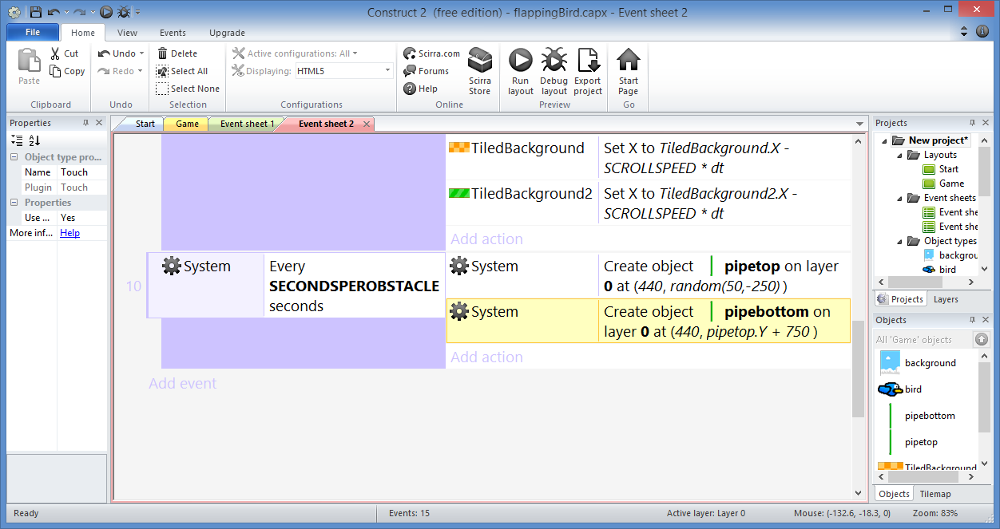 Construct 2 (free edition) - flappingBird.capx - Event sheet 2
File Home View Events Upgrade
Paste
Cut
Copy
Clipboard
Undo
Redo
Undo
Delete
Select All
Select None
Selection
Active configurations: All
Displaying: HTML5
Configurations
Scirra.com
Forums
Help
Scirra
Store
Online
Run
layout
Debug
layout
Export
project
Preview
Start
Page
Go
Properties
Object type pro...
Name Touch
Plugin Touch
Properties
Use ... Yes
More inf... Help
Start Game Event sheet 1 Event sheet 2
TiledBackground Set X to TiledBackground.X -
SCROLLSPEED * dt
TiledBackground2 Set X to TiledBackground2.X -
SCROLLSPEED * dt
Add action
10
System Every
SECONDSPEROBSTACLE
seconds
System Create object pipetop on layer
0 at (440, random(50,-250) )
System Create object pipebottom on
layer 0 at (440, pipetop.Y + 750 )
Add action
Add event
Projects
New project*
Layouts
Start
Game
Event sheets
Event she
Event she
Object types
backgrou
bird
Projects Layers
Objects
All 'Game' objects
background
bird
pipebottom
pipetop
TiledBackground
Objects Tilemap
Ready Events: 15 Active layer: Layer 0 Mouse: (-132.6, -18.3, 0) Zoom: 83%